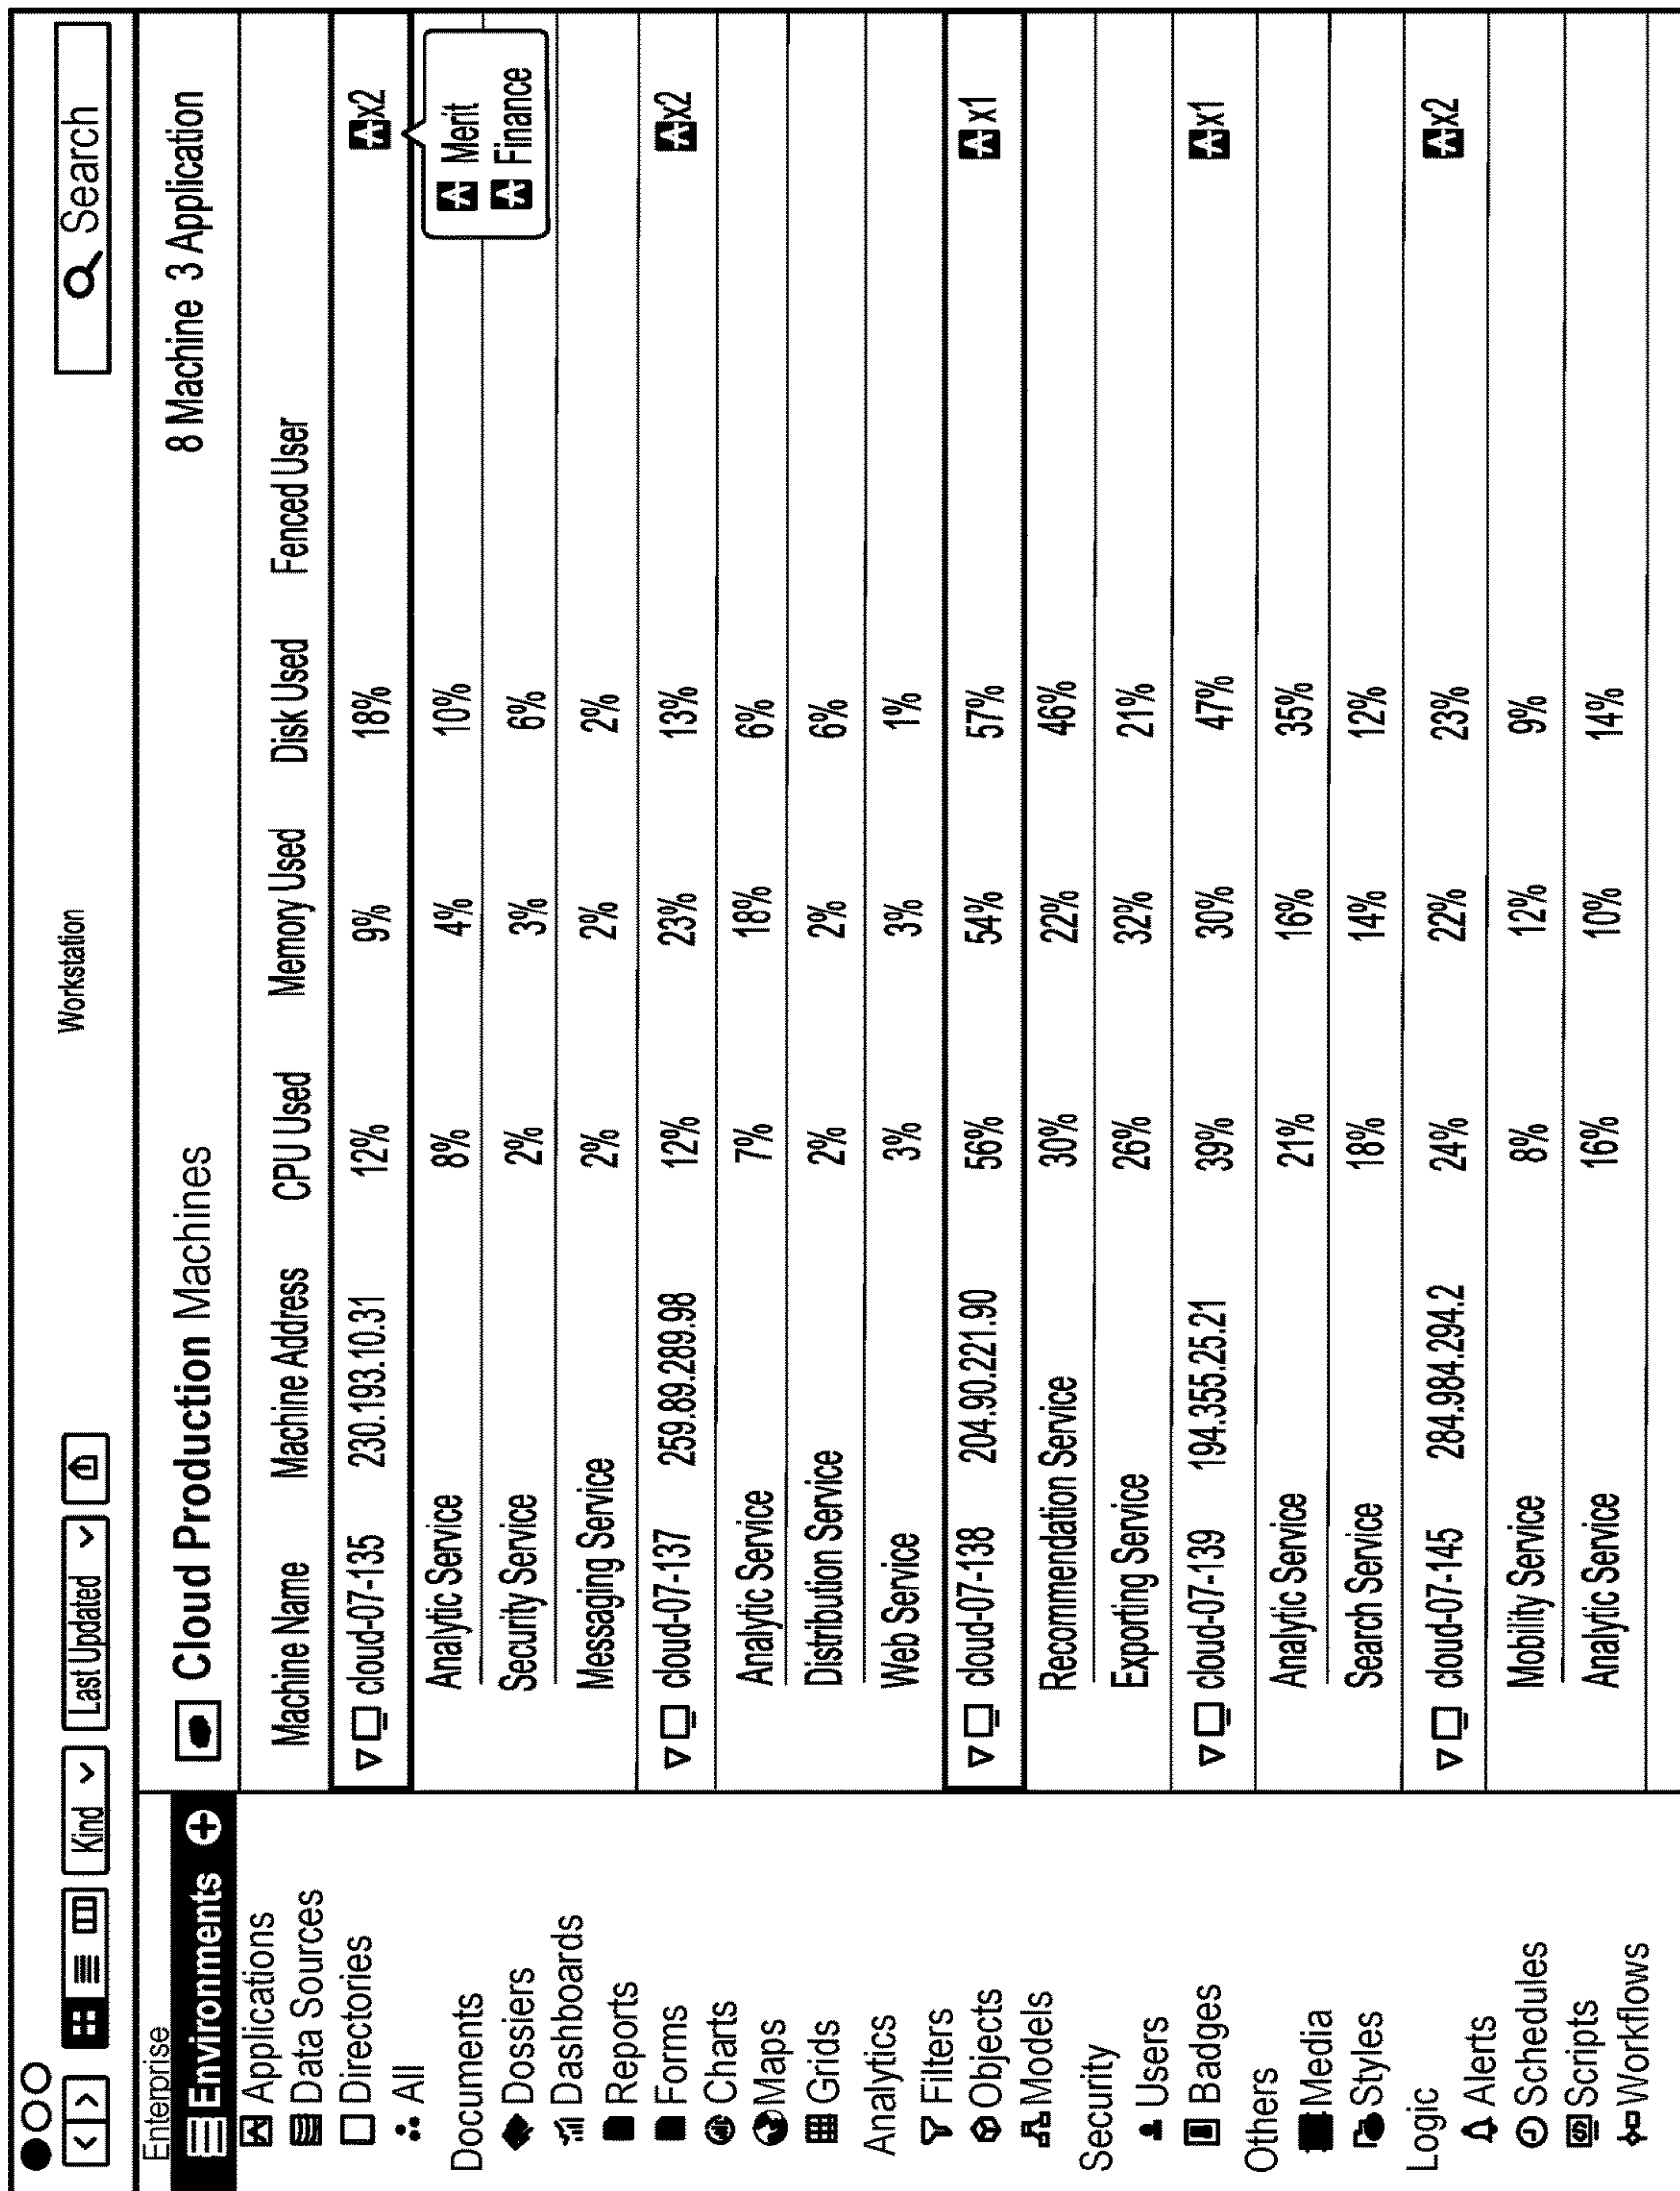 Workstation
Kind
Last Updated
Search
Enterprise
Environments
Applications
Data Sources
Directories
All
Documents
Dossiers
Dashboards
Reports
Forms
Charts
Maps
Grids
Analytics
Filters
Objects
Models
Security
Users
Badges
Others
Media
Styles
Logic
Alerts
Schedules
Scripts
Workflows
Cloud Production Machines 8 Machine 3 Application
Machine Name Machine Address CPU Used Memory Used Disk Used Fenced User
cloud-07-135 230.193.10.31 12% 9% 18% A x2
A Merit
A Finance
Analytic Service 8% 4% 10%
Security Service 2% 3% 6%
Messaging Service 2% 2% 2%
cloud-07-137 259.89.289.98 12% 23% 13% A x2
Analytic Service 7% 18% 6%
Distribution Service 2% 2% 6%
Web Service 3% 3% 1%
cloud-07-138 204.90.221.90 56% 54% 57% A x1
Recommendation Service 30% 22% 46%
Exporting Service 26% 32% 21%
cloud-07-139 194.355.25.21 39% 30% 47% A x1
Analytic Service 21% 16% 35%
Search Service 18% 14% 12%
cloud-07-145 284.984.294.2 24% 22% 23% A x2
Mobility Service 8% 12% 9%
Analytic Service 16% 10% 14%